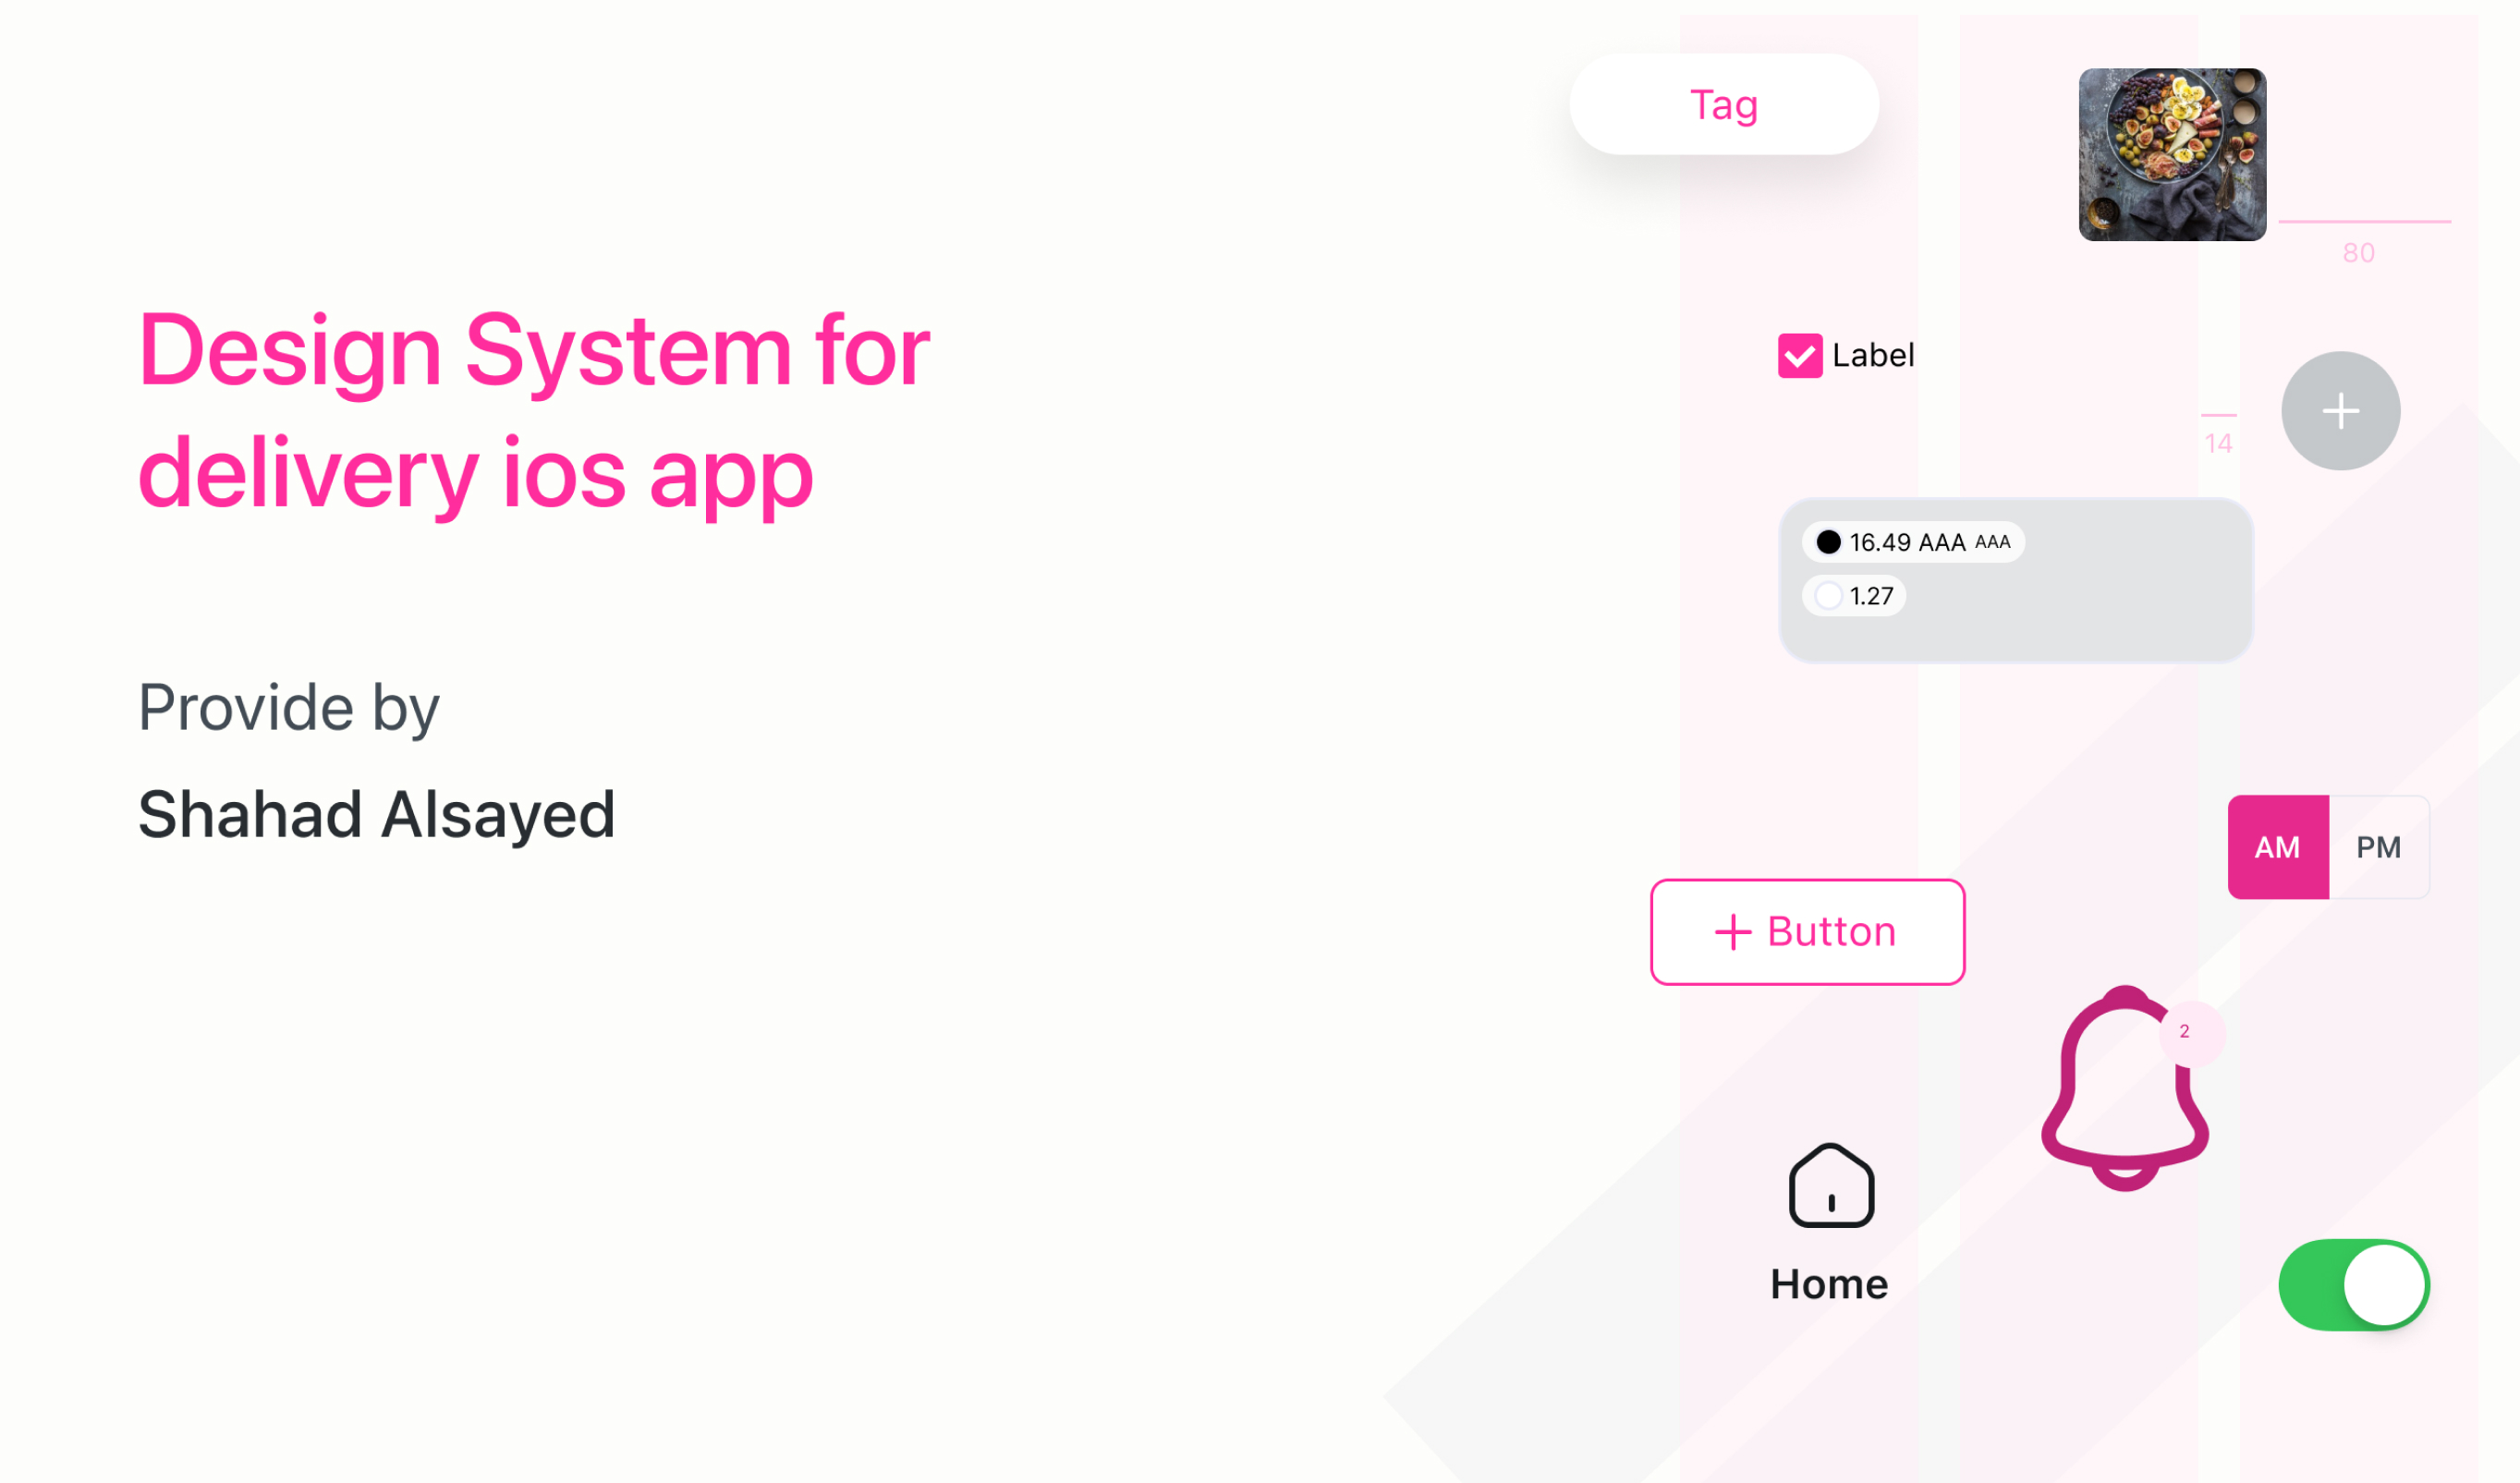 Design System for
delivery ios app
Provide by
Shahad Alsayed
Tag
80
Label
14
16.49 AAA AAA
1.27
AM PM
Button
2
Home